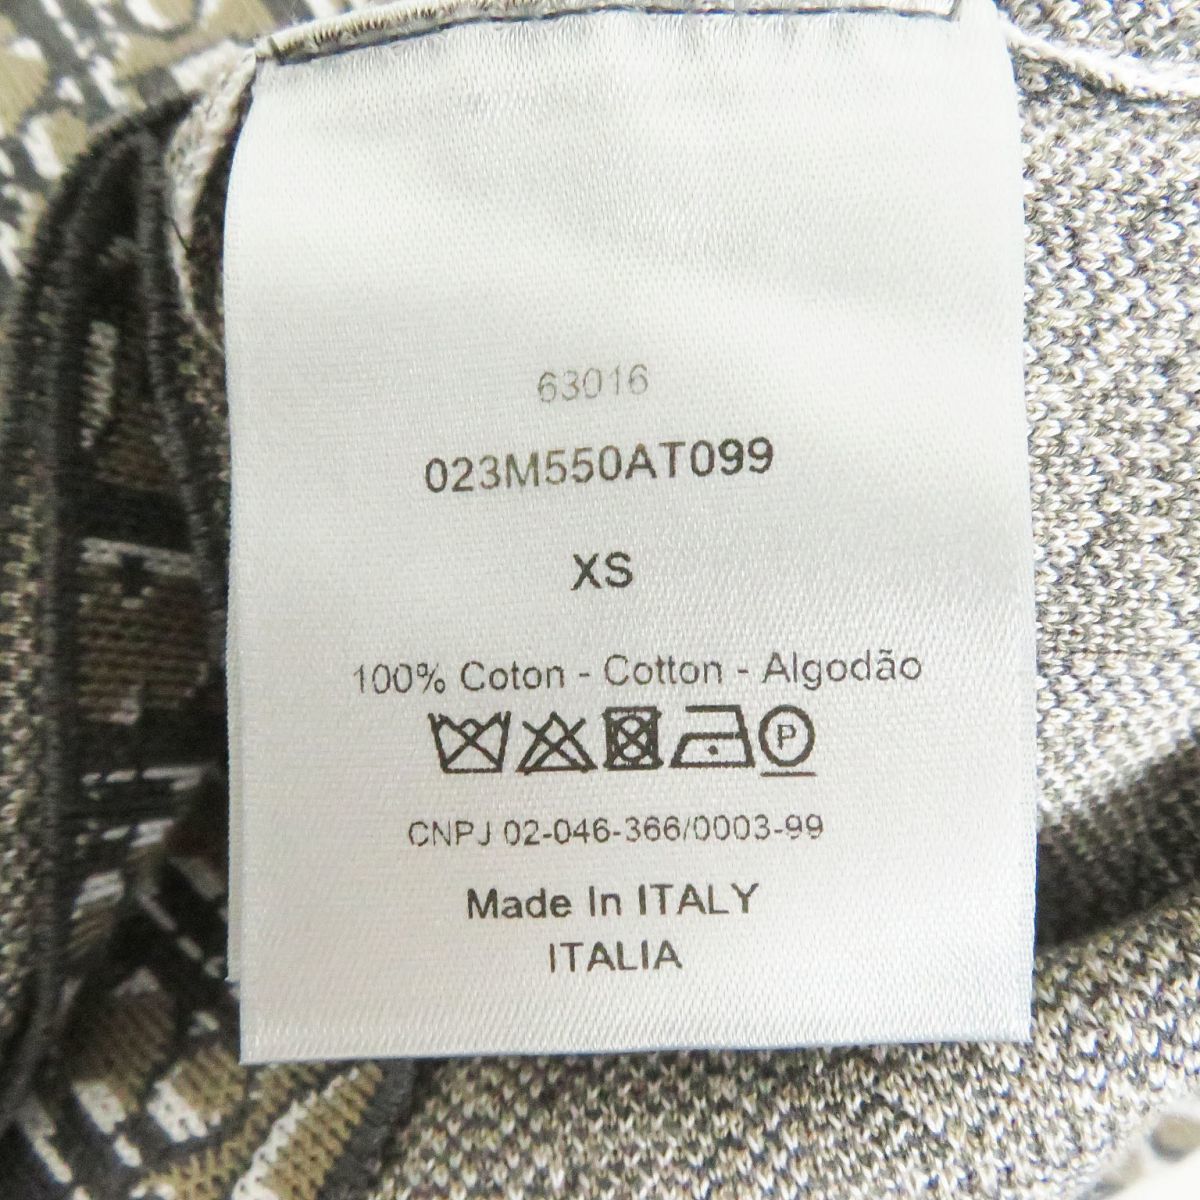 63016
023M550AT099
XS
100% Coton - Cotton - Algodão
P
CNPJ 02-046-366/0003-99
Made In ITALY
ITALIA